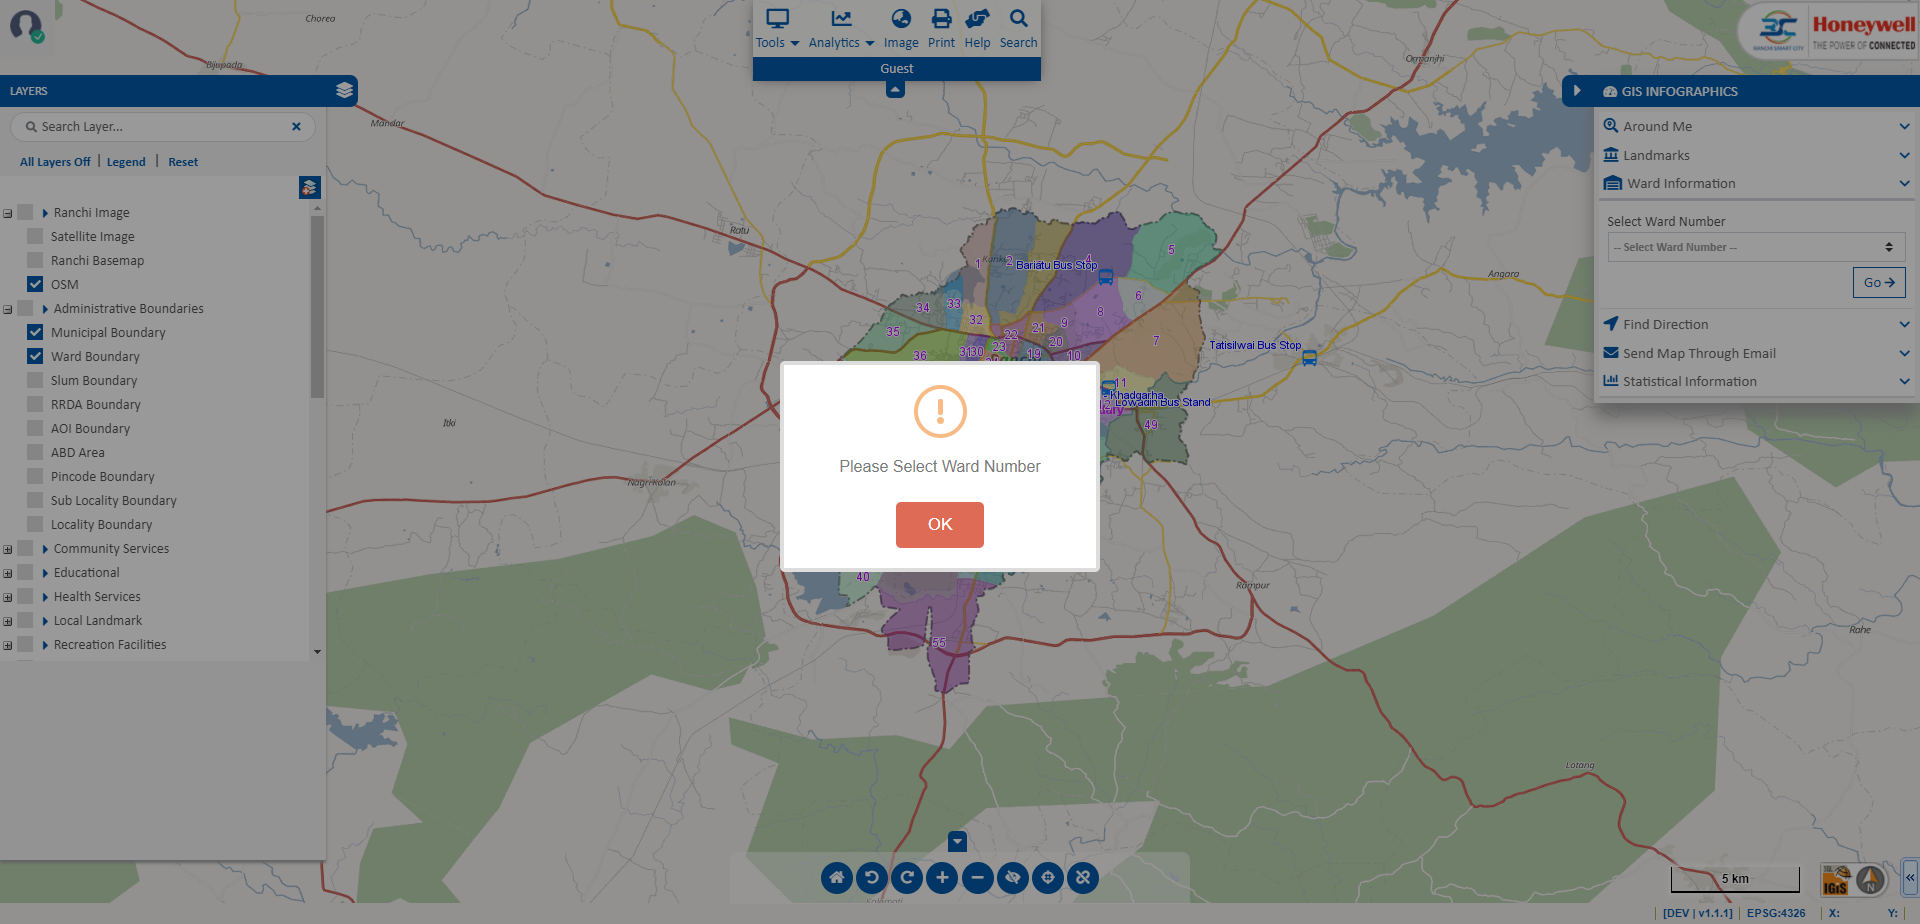 Tools
Analytics
Image
Print
Help
Search
Guest
RANCHI SMART CITY
Honeywell
THE POWER OF CONNECTED
LAYERS
Search Layer...
All Layers Off | Legend | Reset
Ranchi Image
Satellite Image
Ranchi Basemap
OSM
Administrative Boundaries
Municipal Boundary
Ward Boundary
Slum Boundary
RRDA Boundary
AOI Boundary
ABD Area
Pincode Boundary
Sub Locality Boundary
Locality Boundary
Community Services
Educational
Health Services
Local Landmark
Recreation Facilities
GIS INFOGRAPHICS
Around Me
Landmarks
Ward Information
Select Ward Number
-- Select Ward Number --
Go
Find Direction
Send Map Through Email
Statistical Information
Chorea
Bijupada
Mandar
Ormanjhi
Ratu
Angara
Itki
Nagri Kalan
Rampur
Rahe
Lotang
Kanke
1
2
Bariatu Bus Stop
4
5
6
34
33
32
35
36
8
9
7
22
21
20
31
30
23
19
10
Tatisilwai Bus Stop
11
Khadgarha
Lowadih Bus Stand
49
40
55
Please Select Ward Number
OK
5 km
IGiS
N
[DEV | v1.1.1]
EPSG:4326
X:
Y: